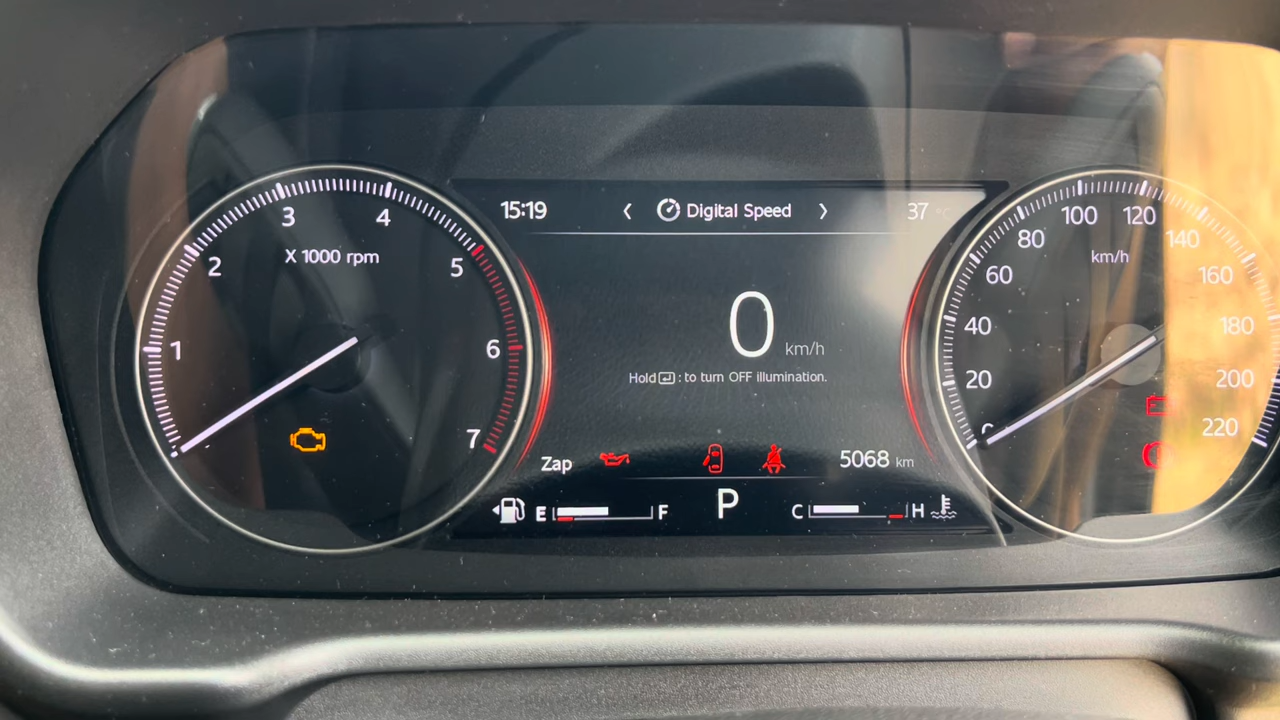 15:19
Digital Speed
37 °C
0 km/h
Hold : to turn OFF illumination.
Zap
5068 km
E F
P
C H
X 1000 rpm
1
2
3
4
5
6
7
km/h
0
20
40
60
80
100
120
140
160
180
200
220